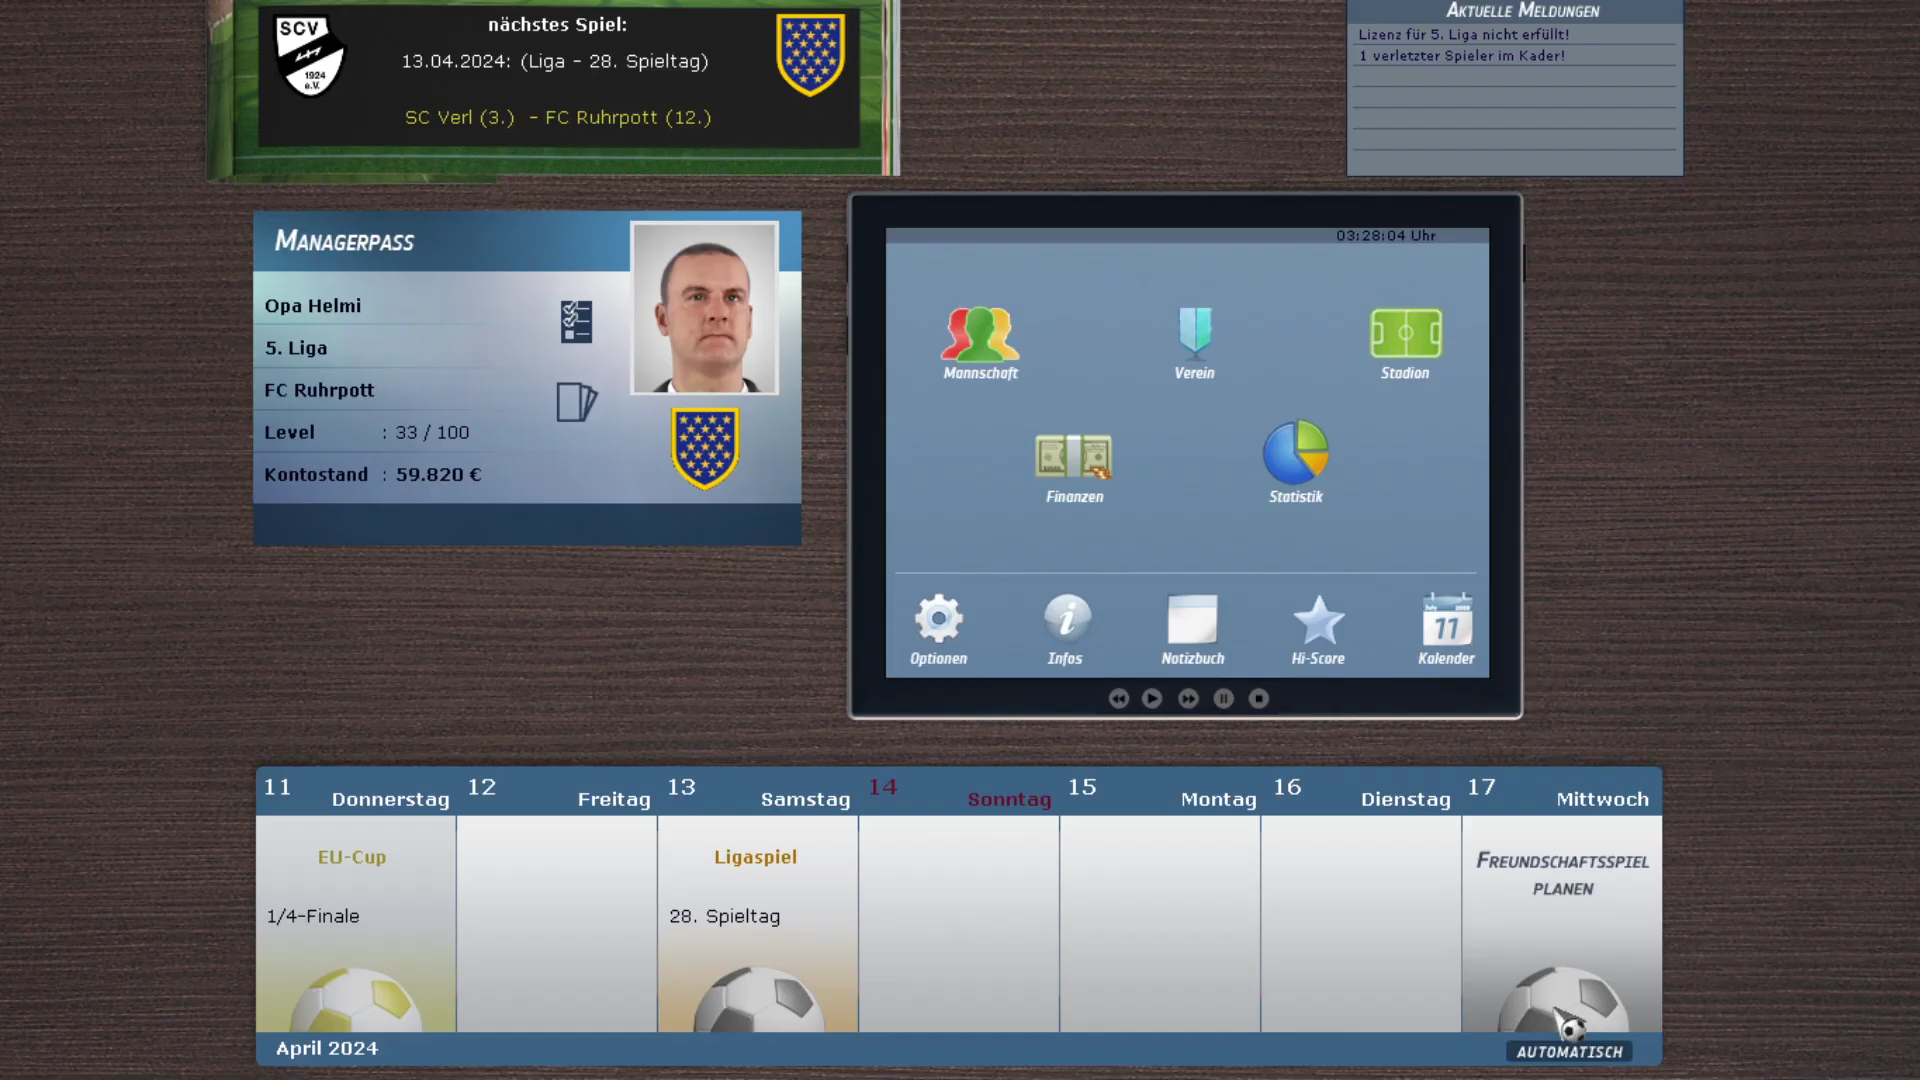 SCV
1924
e.V.
nächstes Spiel:
13.04.2024: (Liga - 28. Spieltag)
SC Verl (3.) - FC Ruhrpott (12.)
Aktuelle Meldungen
Lizenz für 5. Liga nicht erfüllt!
1 verletzter Spieler im Kader!
Managerpass
Opa Helmi
5. Liga
FC Ruhrpott
Level : 33 / 100
Kontostand : 59.820 €
03:28:04 Uhr
Mannschaft
Verein
Stadion
Finanzen
Statistik
July 11
Optionen
Infos
Notizbuch
Hi-Score
Kalender
11 Donnerstag
12 Freitag
13 Samstag
14 Sonntag
15 Montag
16 Dienstag
17 Mittwoch
EU-Cup
1/4-Finale
Ligaspiel
28. Spieltag
Freundschaftsspiel
planen
April 2024
Automatisch